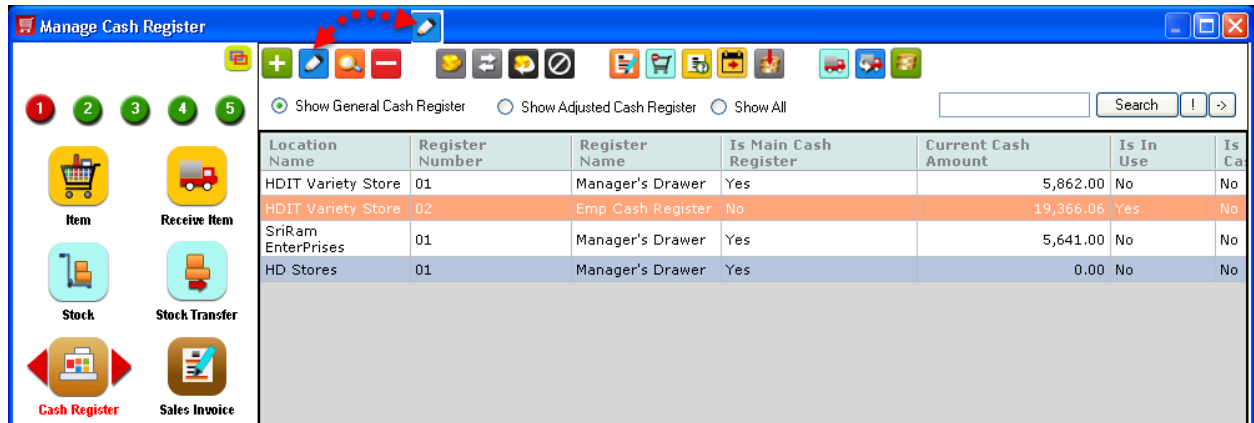 Manage Cash Register
1 2 3 4 5
Show General Cash Register Show Adjusted Cash Register Show All Search ! ->
Location Register Register Is Main Cash Current Cash Is In Is
Name Number Name Register Amount Use Cas
HDIT Variety Store 01 Manager's Drawer Yes 5,862.00 No No
HDIT Variety Store 02 Emp Cash Register No 19,366.06 Yes No
SriRam
EnterPrises 01 Manager's Drawer Yes 5,641.00 No No
HD Stores 01 Manager's Drawer Yes 0.00 No No
Item Receive Item
Stock Stock Transfer
Cash Register Sales Invoice